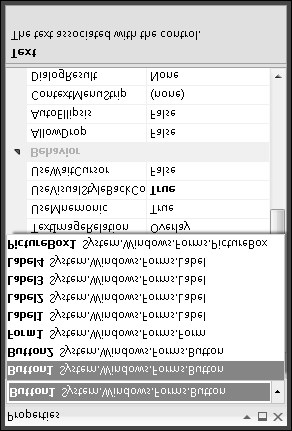 Properties
Button1 System.Windows.Forms.Button
Button1 System.Windows.Forms.Button
Button2 System.Windows.Forms.Button
Form1 System.Windows.Forms.Form
Label1 System.Windows.Forms.Label
Label2 System.Windows.Forms.Label
Label3 System.Windows.Forms.Label
Label4 System.Windows.Forms.Label
PictureBox1 System.Windows.Forms.PictureBox
TextImageRelation Overlay
UseMnemonic True
UseVisualStyleBackCo True
UseWaitCursor False
Behavior
AllowDrop False
AutoEllipsis False
ContextMenuStrip (none)
DialogResult None
Text
The text associated with the control.